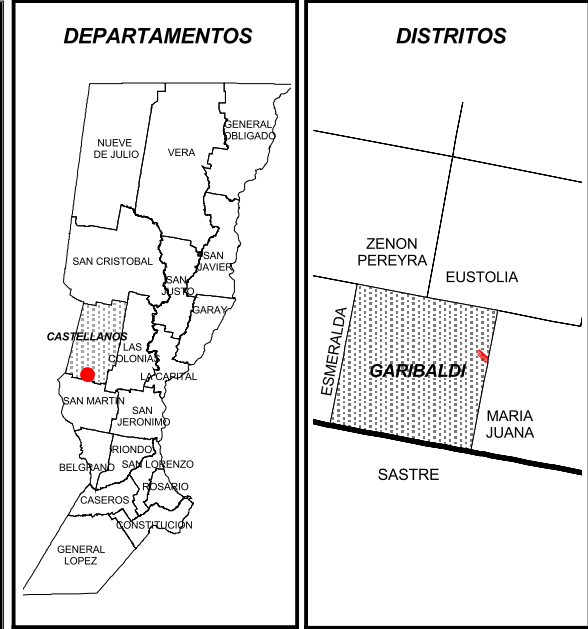 DEPARTAMENTOS
NUEVE
DE JULIO
VERA
GENERAL
OBLIGADO
SAN CRISTOBAL
SAN
JUSTO
SAN
JAVIER
GARAY
CASTELLANOS
LAS
COLONIA
LA CAPITAL
SAN MARTIN
SAN
JERONIMO
IRIONDO
BELGRANO
SAN LORENZO
ROSARIO
CASEROS
CONSTITUCION
GENERAL
LOPEZ
DISTRITOS
ZENON
PEREYRA
EUSTOLIA
ESMERALDA
GARIBALDI
MARIA
JUANA
SASTRE